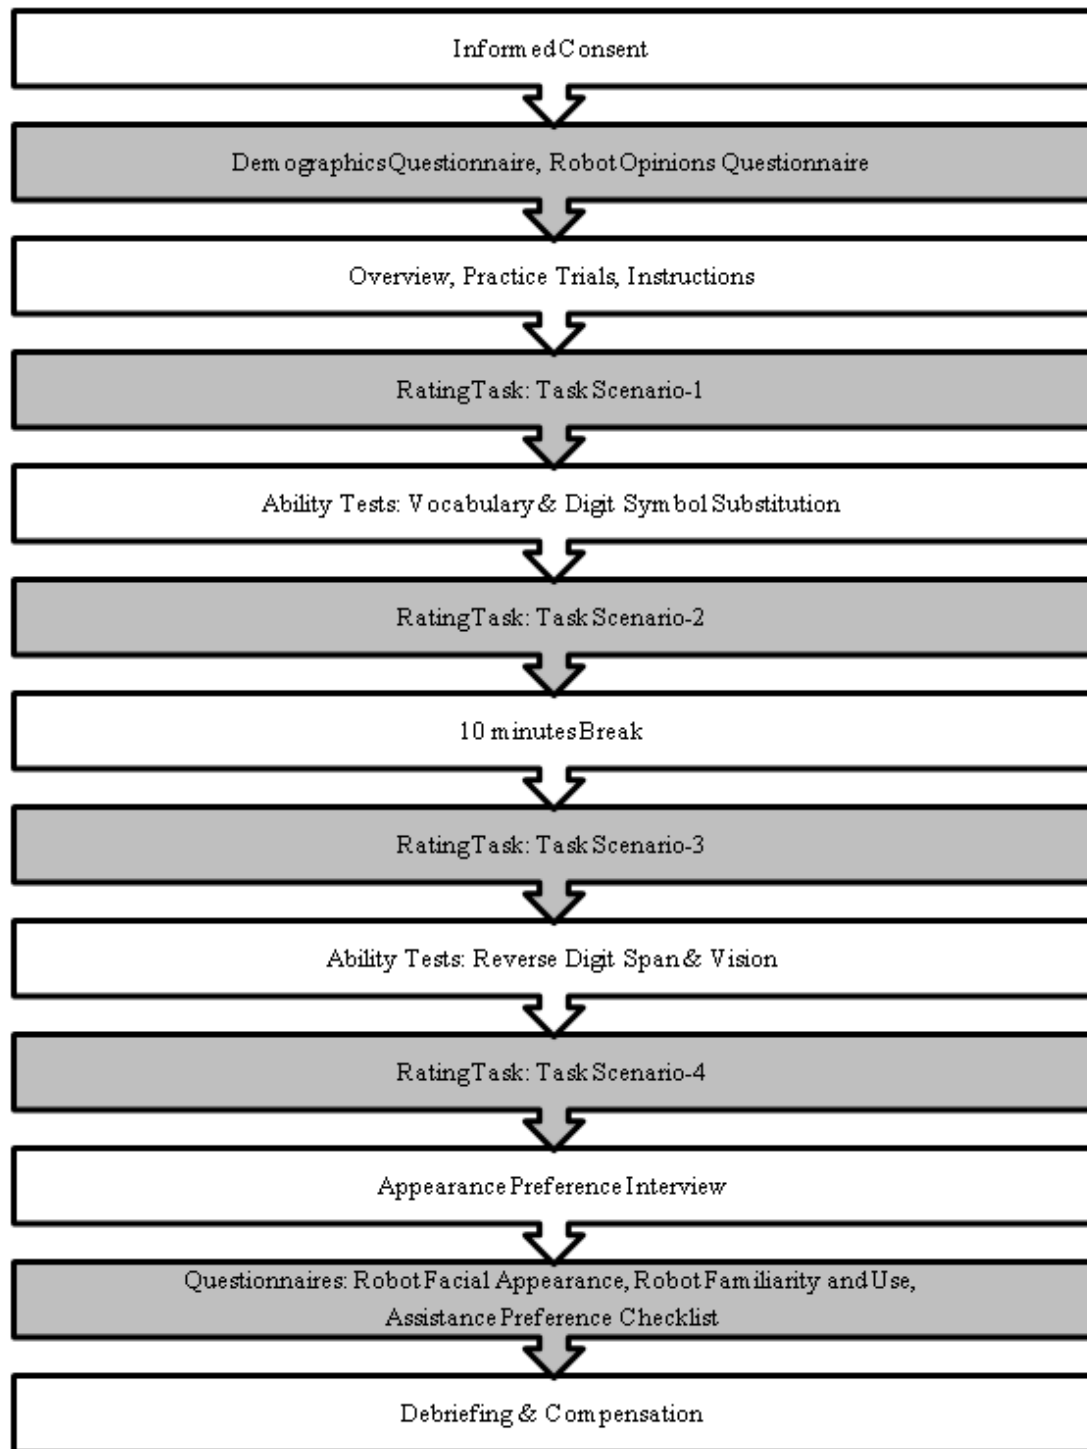 Informed Consent
Demographics Questionnaire, Robot Opinions Questionnaire
Overview, Practice Trials, Instructions
Rating Task: Task Scenario-1
Ability Tests: Vocabulary & Digit Symbol Substitution
Rating Task: Task Scenario-2
10 minutes Break
Rating Task: Task Scenario-3
Ability Tests: Reverse Digit Span & Vision
Rating Task: Task Scenario-4
Appearance Preference Interview
Questionnaires: Robot Facial Appearance, Robot Familiarity and Use,
Assistance Preference Checklist
Debriefing & Compensation